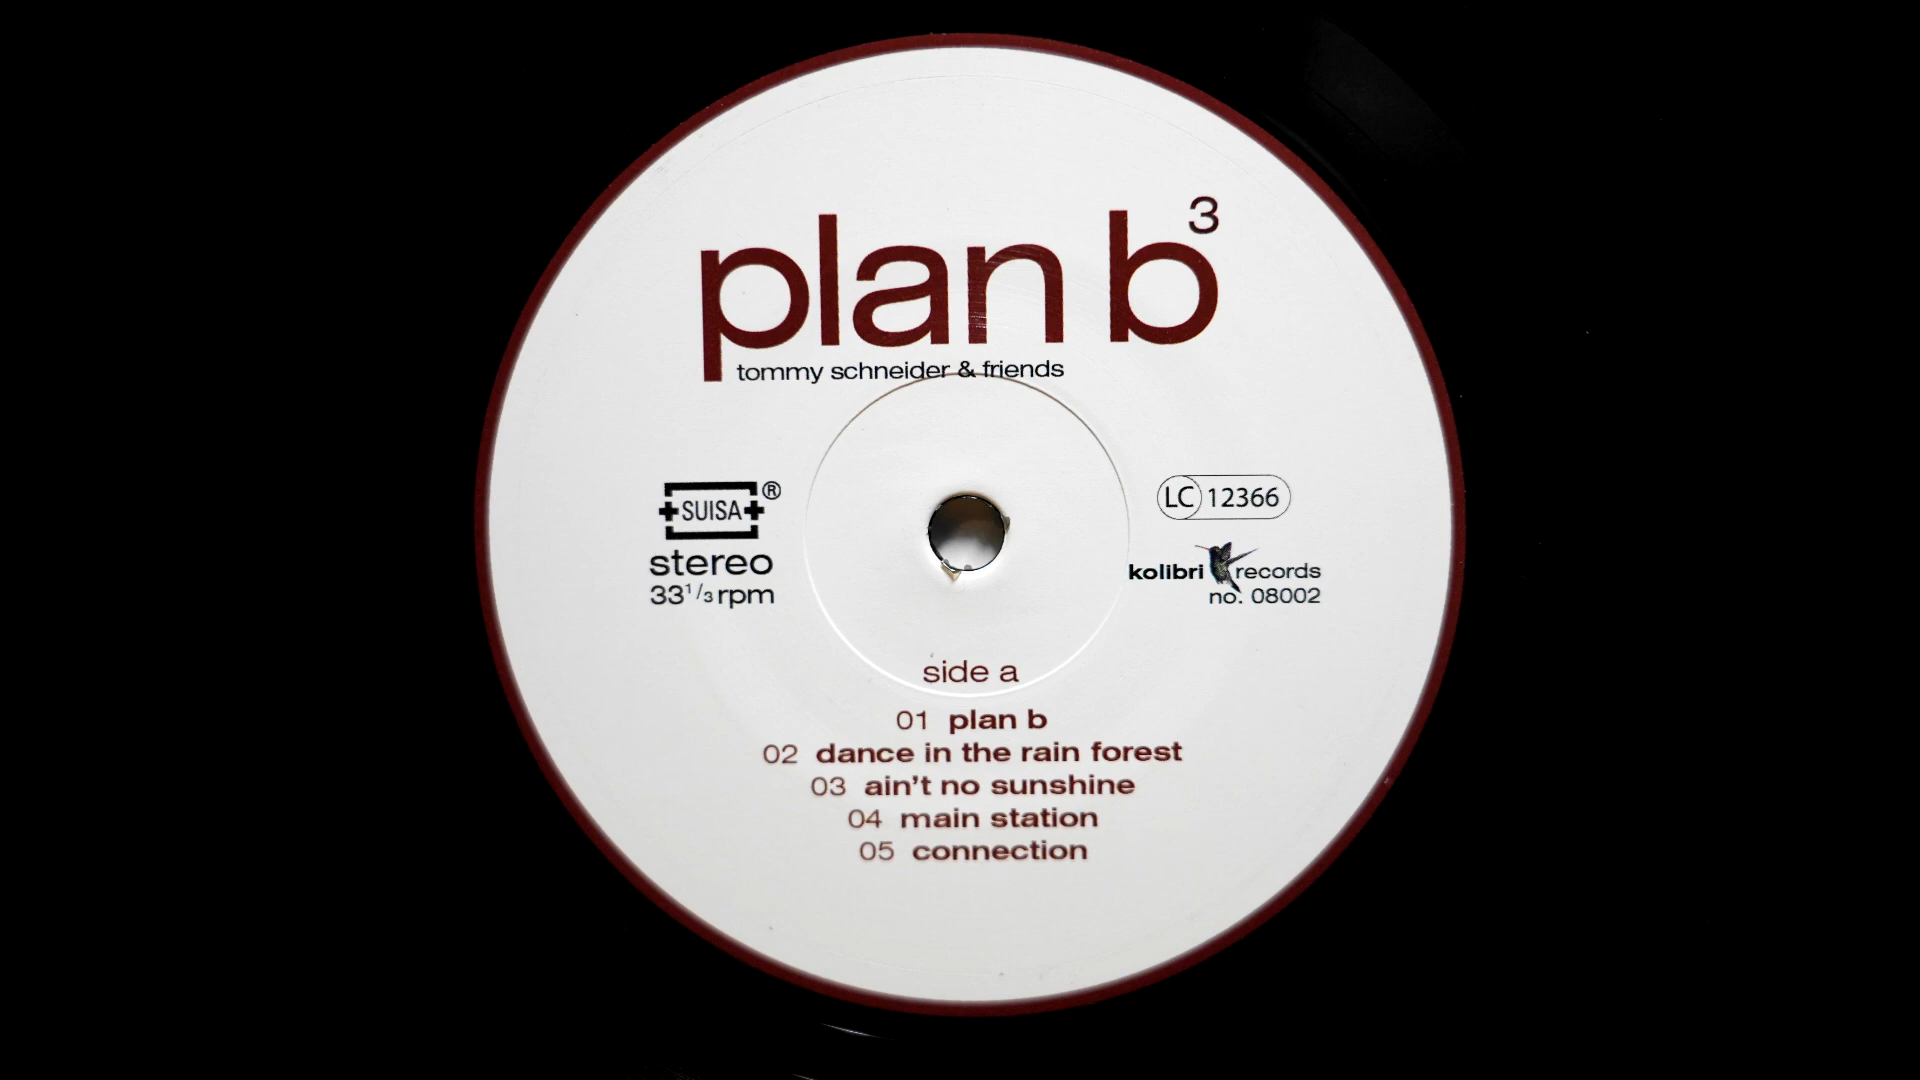 plan b³
tommy schneider & friends
SUISA®
stereo
33 1/3 rpm
LC 12366
kolibri records
no. 08002
side a
01 plan b
02 dance in the rain forest
03 ain't no sunshine
04 main station
05 connection